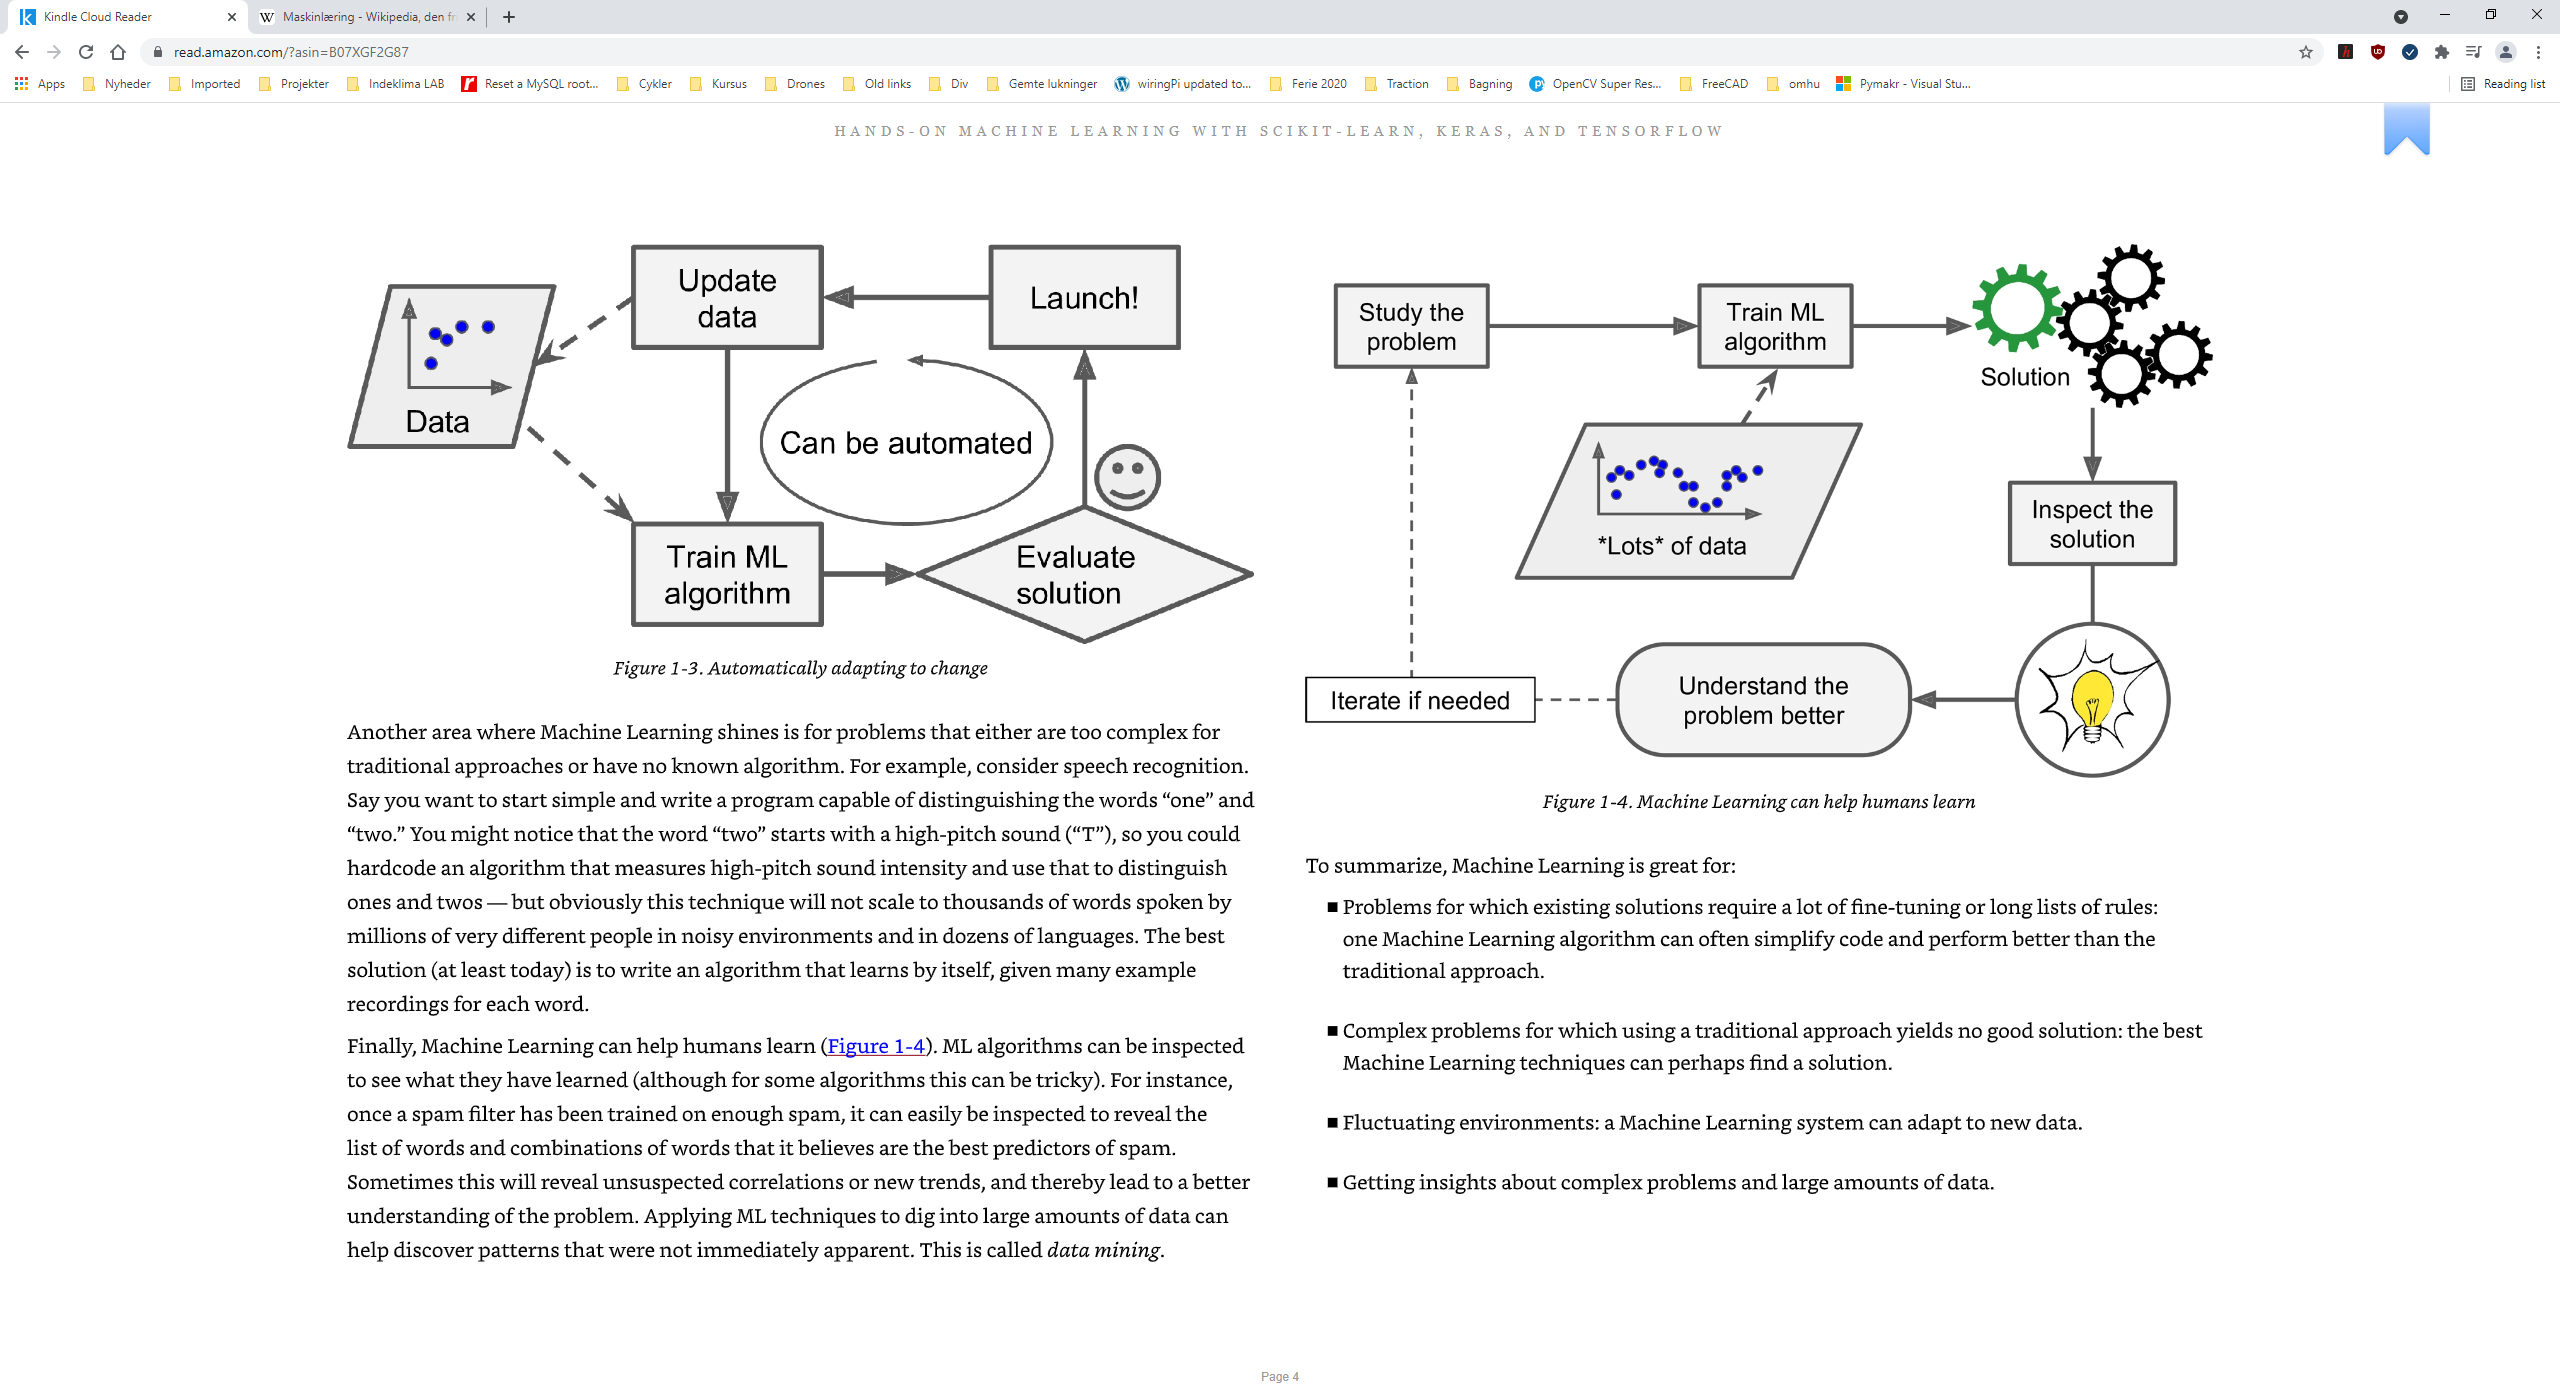 Kindle Cloud Reader
Maskinlæring - Wikipedia, den fr
read.amazon.com/?asin=B07XGF2G87
Apps Nyheder Imported Projekter Indeklima LAB Reset a MySQL root... Cykler Kursus Drones Old links Div Gemte lukninger wiringPi updated to... Ferie 2020 Traction Bagning OpenCV Super Res... FreeCAD omhu Pymakr - Visual Stu... Reading list
HANDS-ON MACHINE LEARNING WITH SCIKIT-LEARN, KERAS, AND TENSORFLOW
Update
data
Launch!
Data
Can be automated
Train ML
algorithm
Evaluate
solution
Figure 1-3. Automatically adapting to change
Another area where Machine Learning shines is for problems that either are too complex for
traditional approaches or have no known algorithm. For example, consider speech recognition.
Say you want to start simple and write a program capable of distinguishing the words “one” and
“two.” You might notice that the word “two” starts with a high-pitch sound (“T”), so you could
hardcode an algorithm that measures high-pitch sound intensity and use that to distinguish
ones and twos — but obviously this technique will not scale to thousands of words spoken by
millions of very different people in noisy environments and in dozens of languages. The best
solution (at least today) is to write an algorithm that learns by itself, given many example
recordings for each word.
Finally, Machine Learning can help humans learn (Figure 1-4). ML algorithms can be inspected
to see what they have learned (although for some algorithms this can be tricky). For instance,
once a spam filter has been trained on enough spam, it can easily be inspected to reveal the
list of words and combinations of words that it believes are the best predictors of spam.
Sometimes this will reveal unsuspected correlations or new trends, and thereby lead to a better
understanding of the problem. Applying ML techniques to dig into large amounts of data can
help discover patterns that were not immediately apparent. This is called data mining.
Study the
problem
Train ML
algorithm
Solution
*Lots* of data
Inspect the
solution
Iterate if needed
Understand the
problem better
Figure 1-4. Machine Learning can help humans learn
To summarize, Machine Learning is great for:
■ Problems for which existing solutions require a lot of fine-tuning or long lists of rules:
one Machine Learning algorithm can often simplify code and perform better than the
traditional approach.
■ Complex problems for which using a traditional approach yields no good solution: the best
Machine Learning techniques can perhaps find a solution.
■ Fluctuating environments: a Machine Learning system can adapt to new data.
■ Getting insights about complex problems and large amounts of data.
Page 4